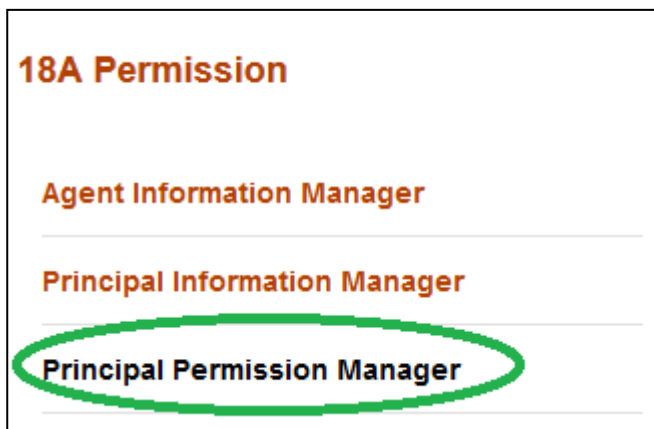 18A Permission
Agent Information Manager
Principal Information Manager
Principal Permission Manager